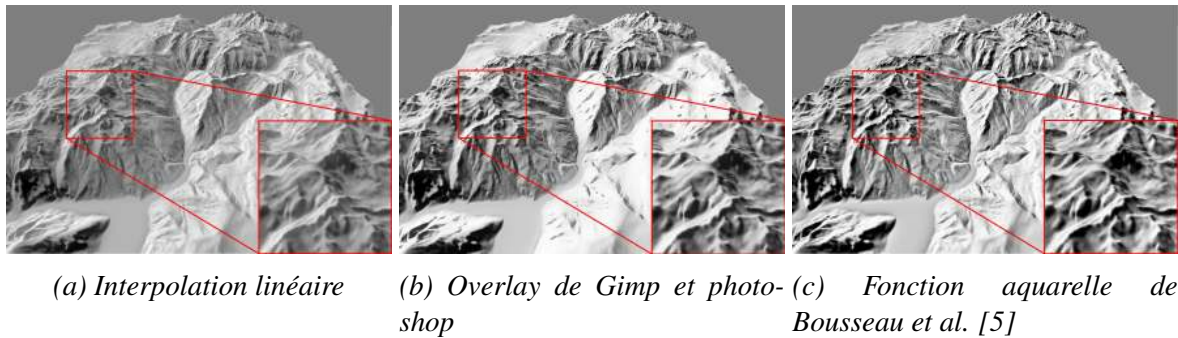 (a) Interpolation linéaire
(b) Overlay de Gimp et photo-
shop
(c) Fonction aquarelle de
Bousseau et al. [5]